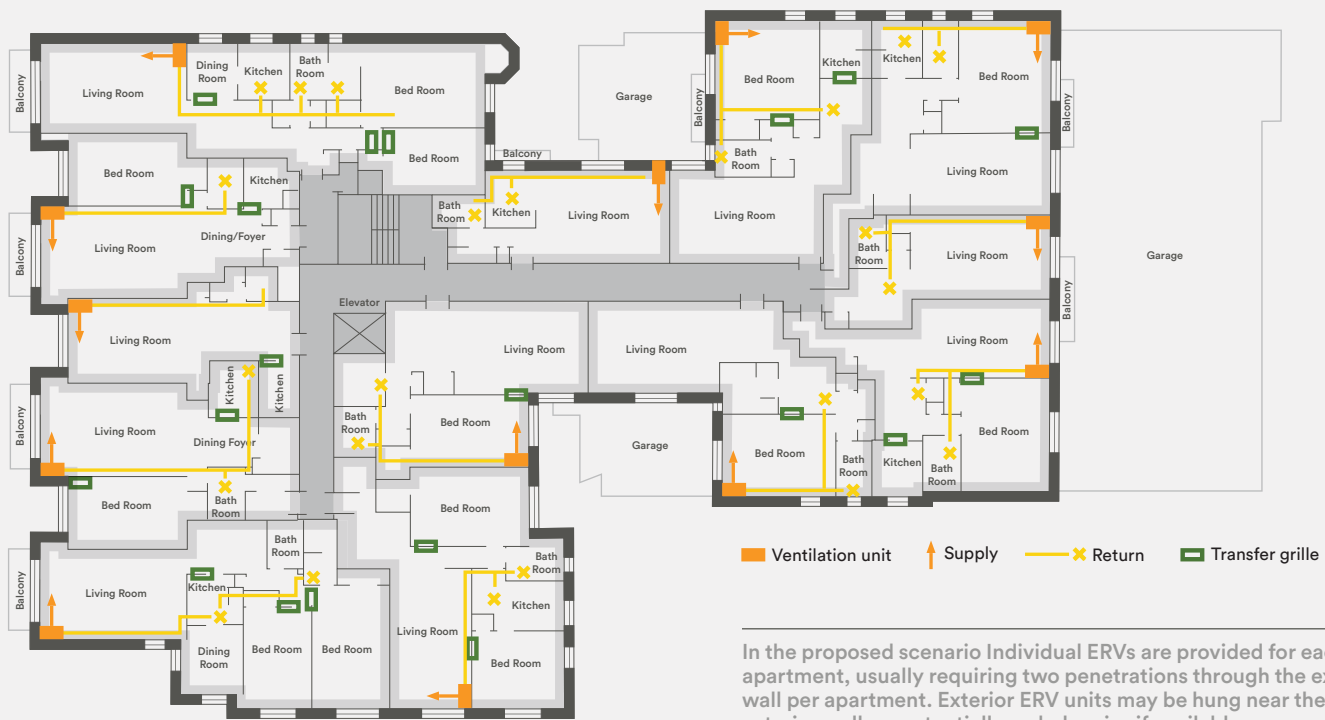 Balcony
Living Room
Dining
Room
Kitchen
Bath
Room
Bed Room
Bed Room
Balcony
Garage
Balcony
Bed Room
Kitchen
Bath
Room
Living Room
Kitchen
Bed Room
Balcony
Living Room
Garage
Bed Room
Kitchen
Balcony
Living Room
Dining/Foyer
Bath
Room
Kitchen
Living Room
Bath
Room
Living Room
Balcony
Elevator
Living Room
Living Room
Living Room
Living Room
Kitchen
Kitchen
Balcony
Living Room
Dining Foyer
Bath
Room
Bed Room
Garage
Bed Room
Bath
Room
Kitchen
Bath
Room
Bed Room
Bed Room
Bath
Room
Bed Room
Balcony
Living Room
Kitchen
Bath
Room
Dining
Room
Bed Room
Bed Room
Living Room
Bath
Room
Kitchen
Bed Room
Ventilation unit
Supply
Return
Transfer grille
In the proposed scenario Individual ERVs are provided for eac
apartment, usually requiring two penetrations through the ex
wall per apartment. Exterior ERV units may be hung near the